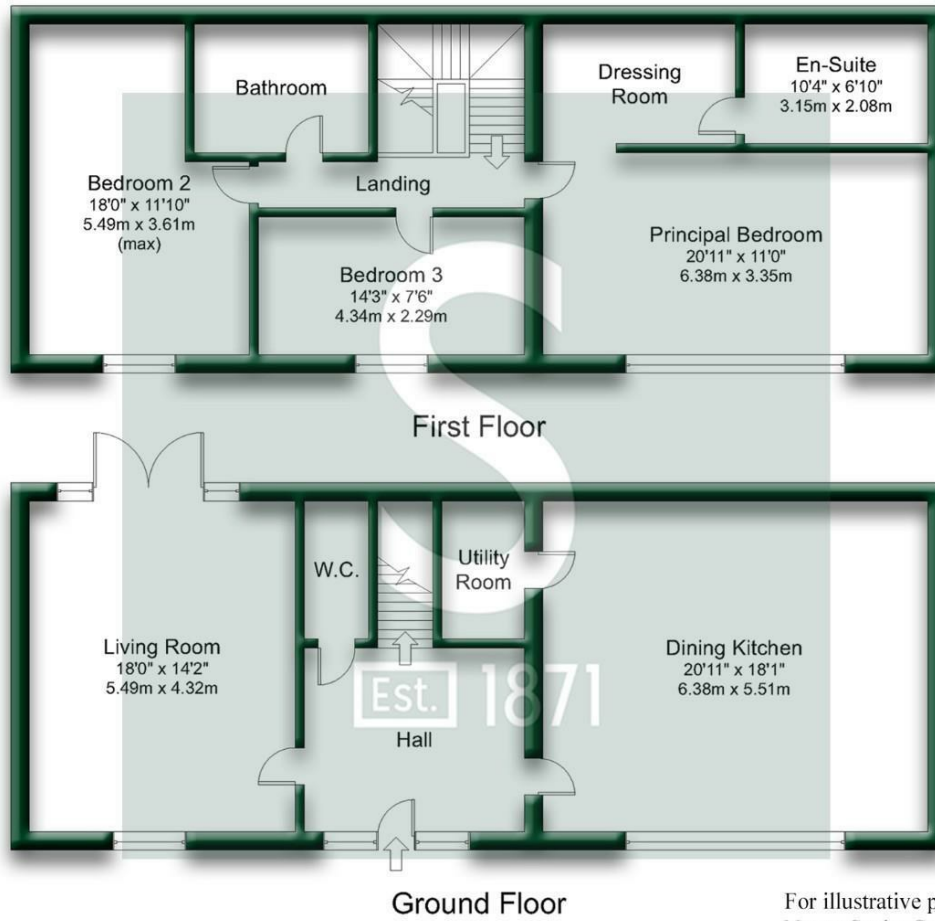 Bathroom
Dressing
Room
En-Suite
10'4" x 6'10"
3.15m x 2.08m
Bedroom 2
18'0" x 11'10"
5.49m x 3.61m
(max)
Landing
Principal Bedroom
20'11" x 11'0"
6.38m x 3.35m
Bedroom 3
14'3" x 7'6"
4.34m x 2.29m
First Floor
S
W.C.
Utility
Room
Living Room
18'0" x 14'2"
5.49m x 4.32m
Dining Kitchen
20'11" x 18'1"
6.38m x 5.51m
Est. 1871
Hall
Ground Floor
For illustrative